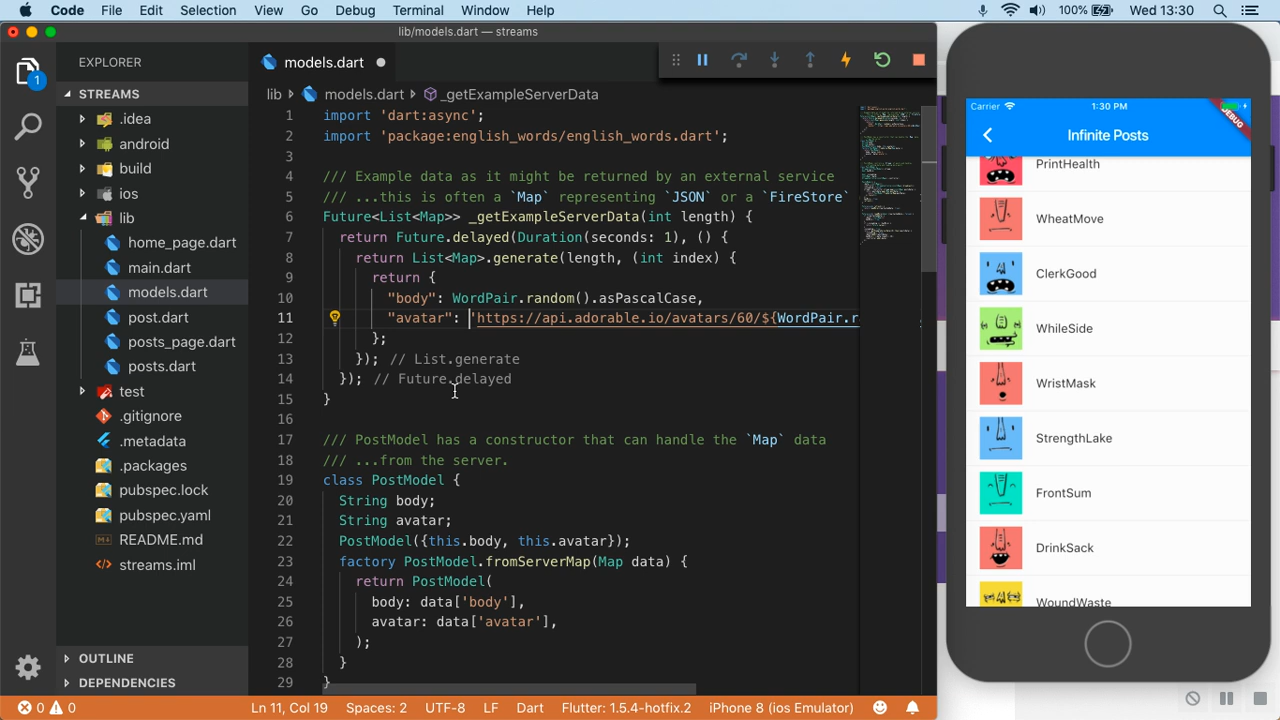 Code File Edit Selection View Go Debug Terminal Window Help 100% Wed 13:30
lib/models.dart — streams
EXPLORER
models.dart
STREAMS
.idea
android
build
ios
lib
home_page.dart
main.dart
models.dart
post.dart
posts_page.dart
posts.dart
test
.gitignore
.metadata
.packages
pubspec.lock
pubspec.yaml
README.md
streams.iml
OUTLINE
DEPENDENCIES
1
lib models.dart _getExampleServerData
1 import 'dart:async';
2 import 'package:english_words/english_words.dart';
3
4 /// Example data as it might be returned by an external service
5 /// ...this is often a `Map` representing `JSON` or a `FireStore`
6 Future<List<Map>> _getExampleServerData(int length) {
7 return Future.delayed(Duration(seconds: 1), () {
8 return List<Map>.generate(length, (int index) {
9 return {
10 "body": WordPair.random().asPascalCase,
11 "avatar": 'https://api.adorable.io/avatars/60/${WordPair.r
12 };
13 }); // List.generate
14 }); // Future.delayed
15 }
16
17 /// PostModel has a constructor that can handle the `Map` data
18 /// ...from the server.
19 class PostModel {
20 String body;
21 String avatar;
22 PostModel({this.body, this.avatar});
23 factory PostModel.fromServerMap(Map data) {
24 return PostModel(
25 body: data['body'],
26 avatar: data['avatar'],
27 );
28 }
29 }
0 0 Ln 11, Col 19 Spaces: 2 UTF-8 LF Dart Flutter: 1.5.4-hotfix.2 iPhone 8 (ios Emulator)
Carrier 1:30 PM
DEBUG
Infinite Posts
PrintHealth
WheatMove
ClerkGood
WhileSide
WristMask
StrengthLake
FrontSum
DrinkSack
WoundWaste